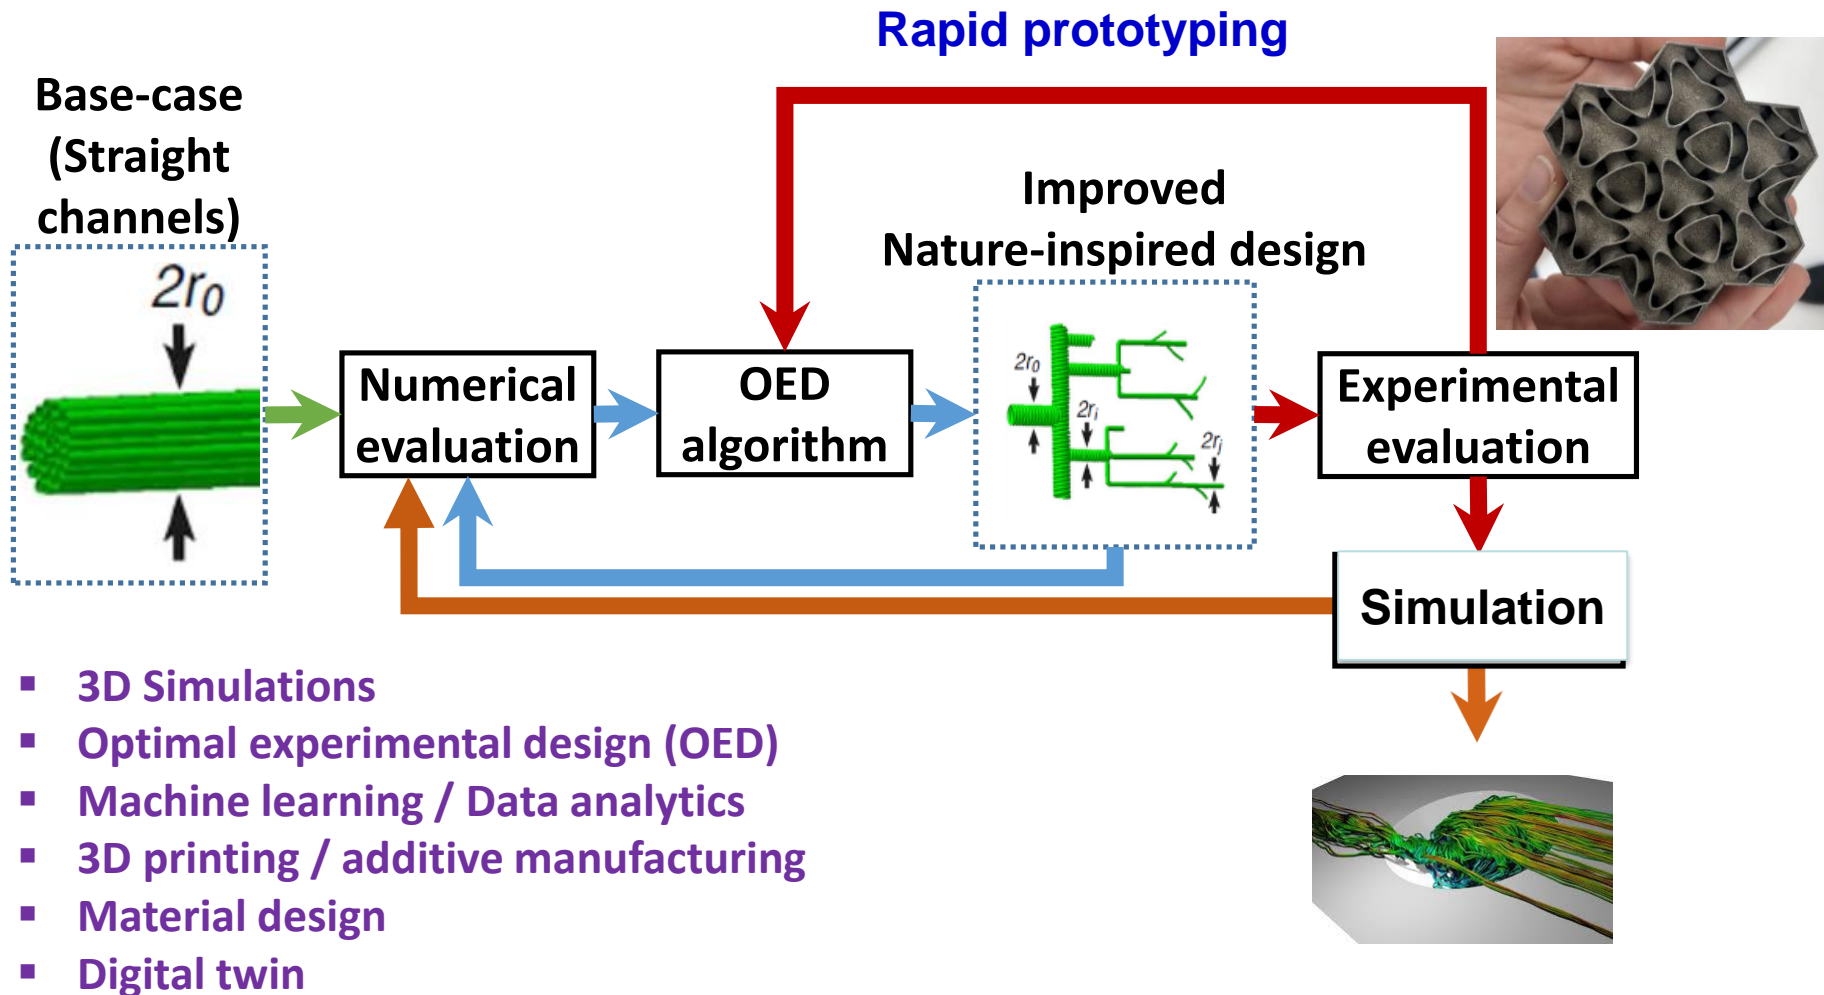 Rapid prototyping
Base-case
(Straight
channels)
2r0
Improved
Nature-inspired design
2r0
2ri
2rj
Numerical
evaluation
OED
algorithm
Experimental
evaluation
Simulation
▪ 3D Simulations
▪ Optimal experimental design (OED)
▪ Machine learning / Data analytics
▪ 3D printing / additive manufacturing
▪ Material design
▪ Digital twin